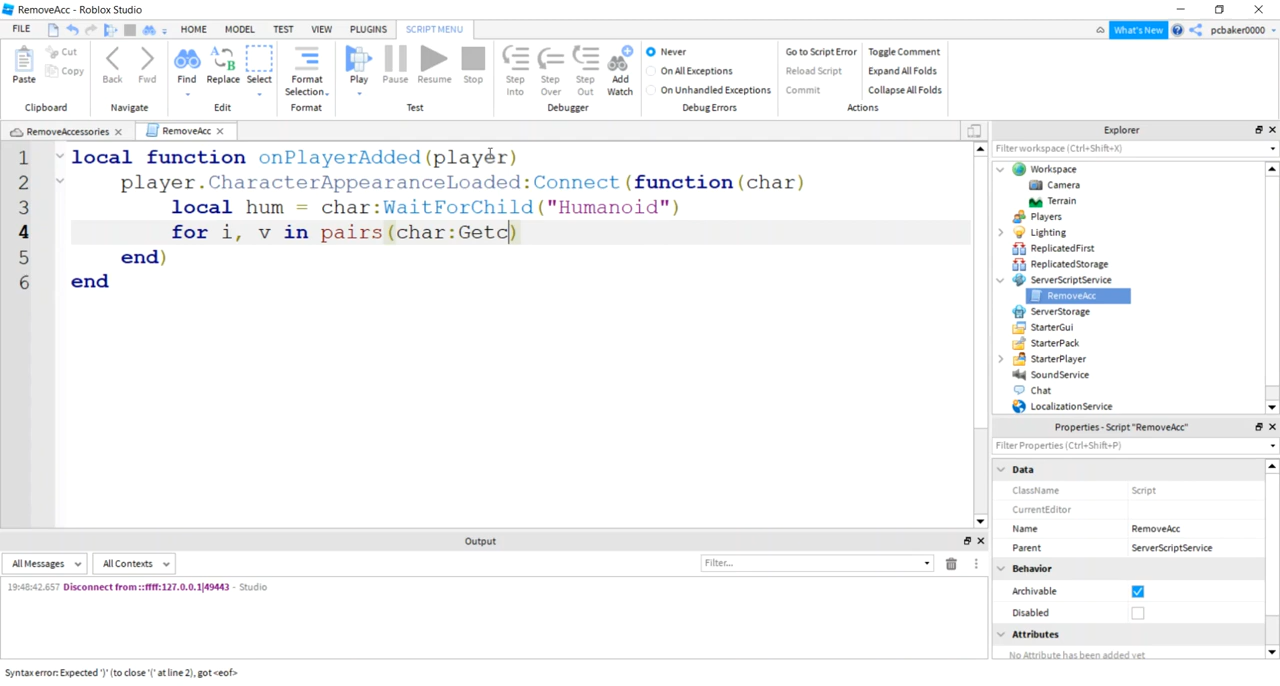 RemoveAcc - Roblox Studio
FILE HOME MODEL TEST VIEW PLUGINS SCRIPT MENU What's New pcbaker0000
Paste Cut Copy
Back Fwd
Find Replace Select
Format Selection
Play Pause Resume Stop
Step Into Step Over Step Out Add Watch
Never
On All Exceptions
On Unhandled Exceptions
Go to Script Error
Reload Script
Commit
Toggle Comment
Expand All Folds
Collapse All Folds
Clipboard Navigate Edit Format Test Debugger Debug Errors Actions
RemoveAccessories RemoveAcc
1 local function onPlayerAdded(player)
2 player.CharacterAppearanceLoaded:Connect(function(char)
3 local hum = char:WaitForChild("Humanoid")
4 for i, v in pairs(char:Getc)
5 end)
6 end
Explorer
Filter workspace (Ctrl+Shift+X)
Workspace
Camera
Terrain
Players
Lighting
ReplicatedFirst
ReplicatedStorage
ServerScriptService
RemoveAcc
ServerStorage
StarterGui
StarterPack
StarterPlayer
SoundService
Chat
LocalizationService
Properties - Script "RemoveAcc"
Filter Properties (Ctrl+Shift+P)
Data
ClassName Script
CurrentEditor
Name RemoveAcc
Parent ServerScriptService
Behavior
Archivable
Disabled
Attributes
No Attribute has been added yet
Output
All Messages All Contexts Filter...
19:48:42.657 Disconnect from ::ffff:127.0.0.1|49443 - Studio
Syntax error: Expected ')' (to close '(' at line 2), got <eof>